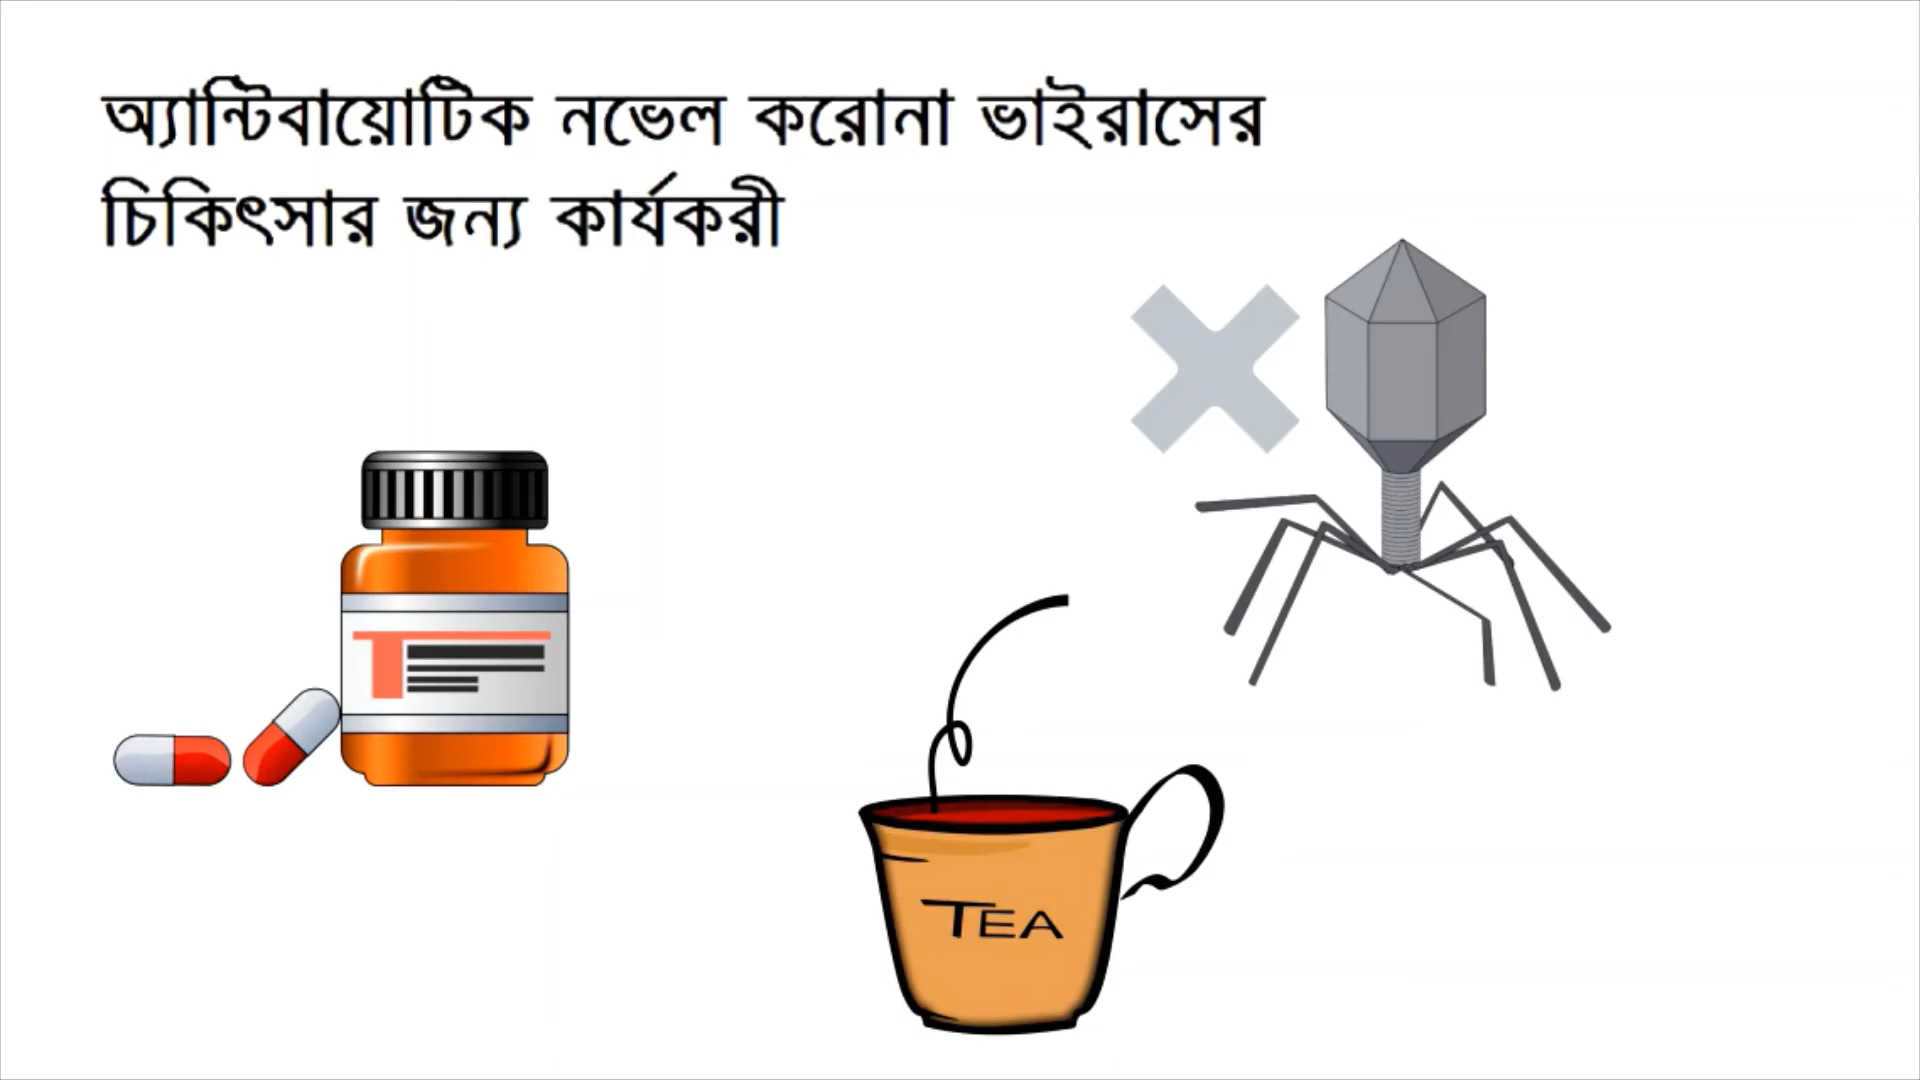 অ্যান্টিবায়োটিক নভেল করোনা ভাইরাসের
চিকিৎসার জন্য কার্যকরী
TEA